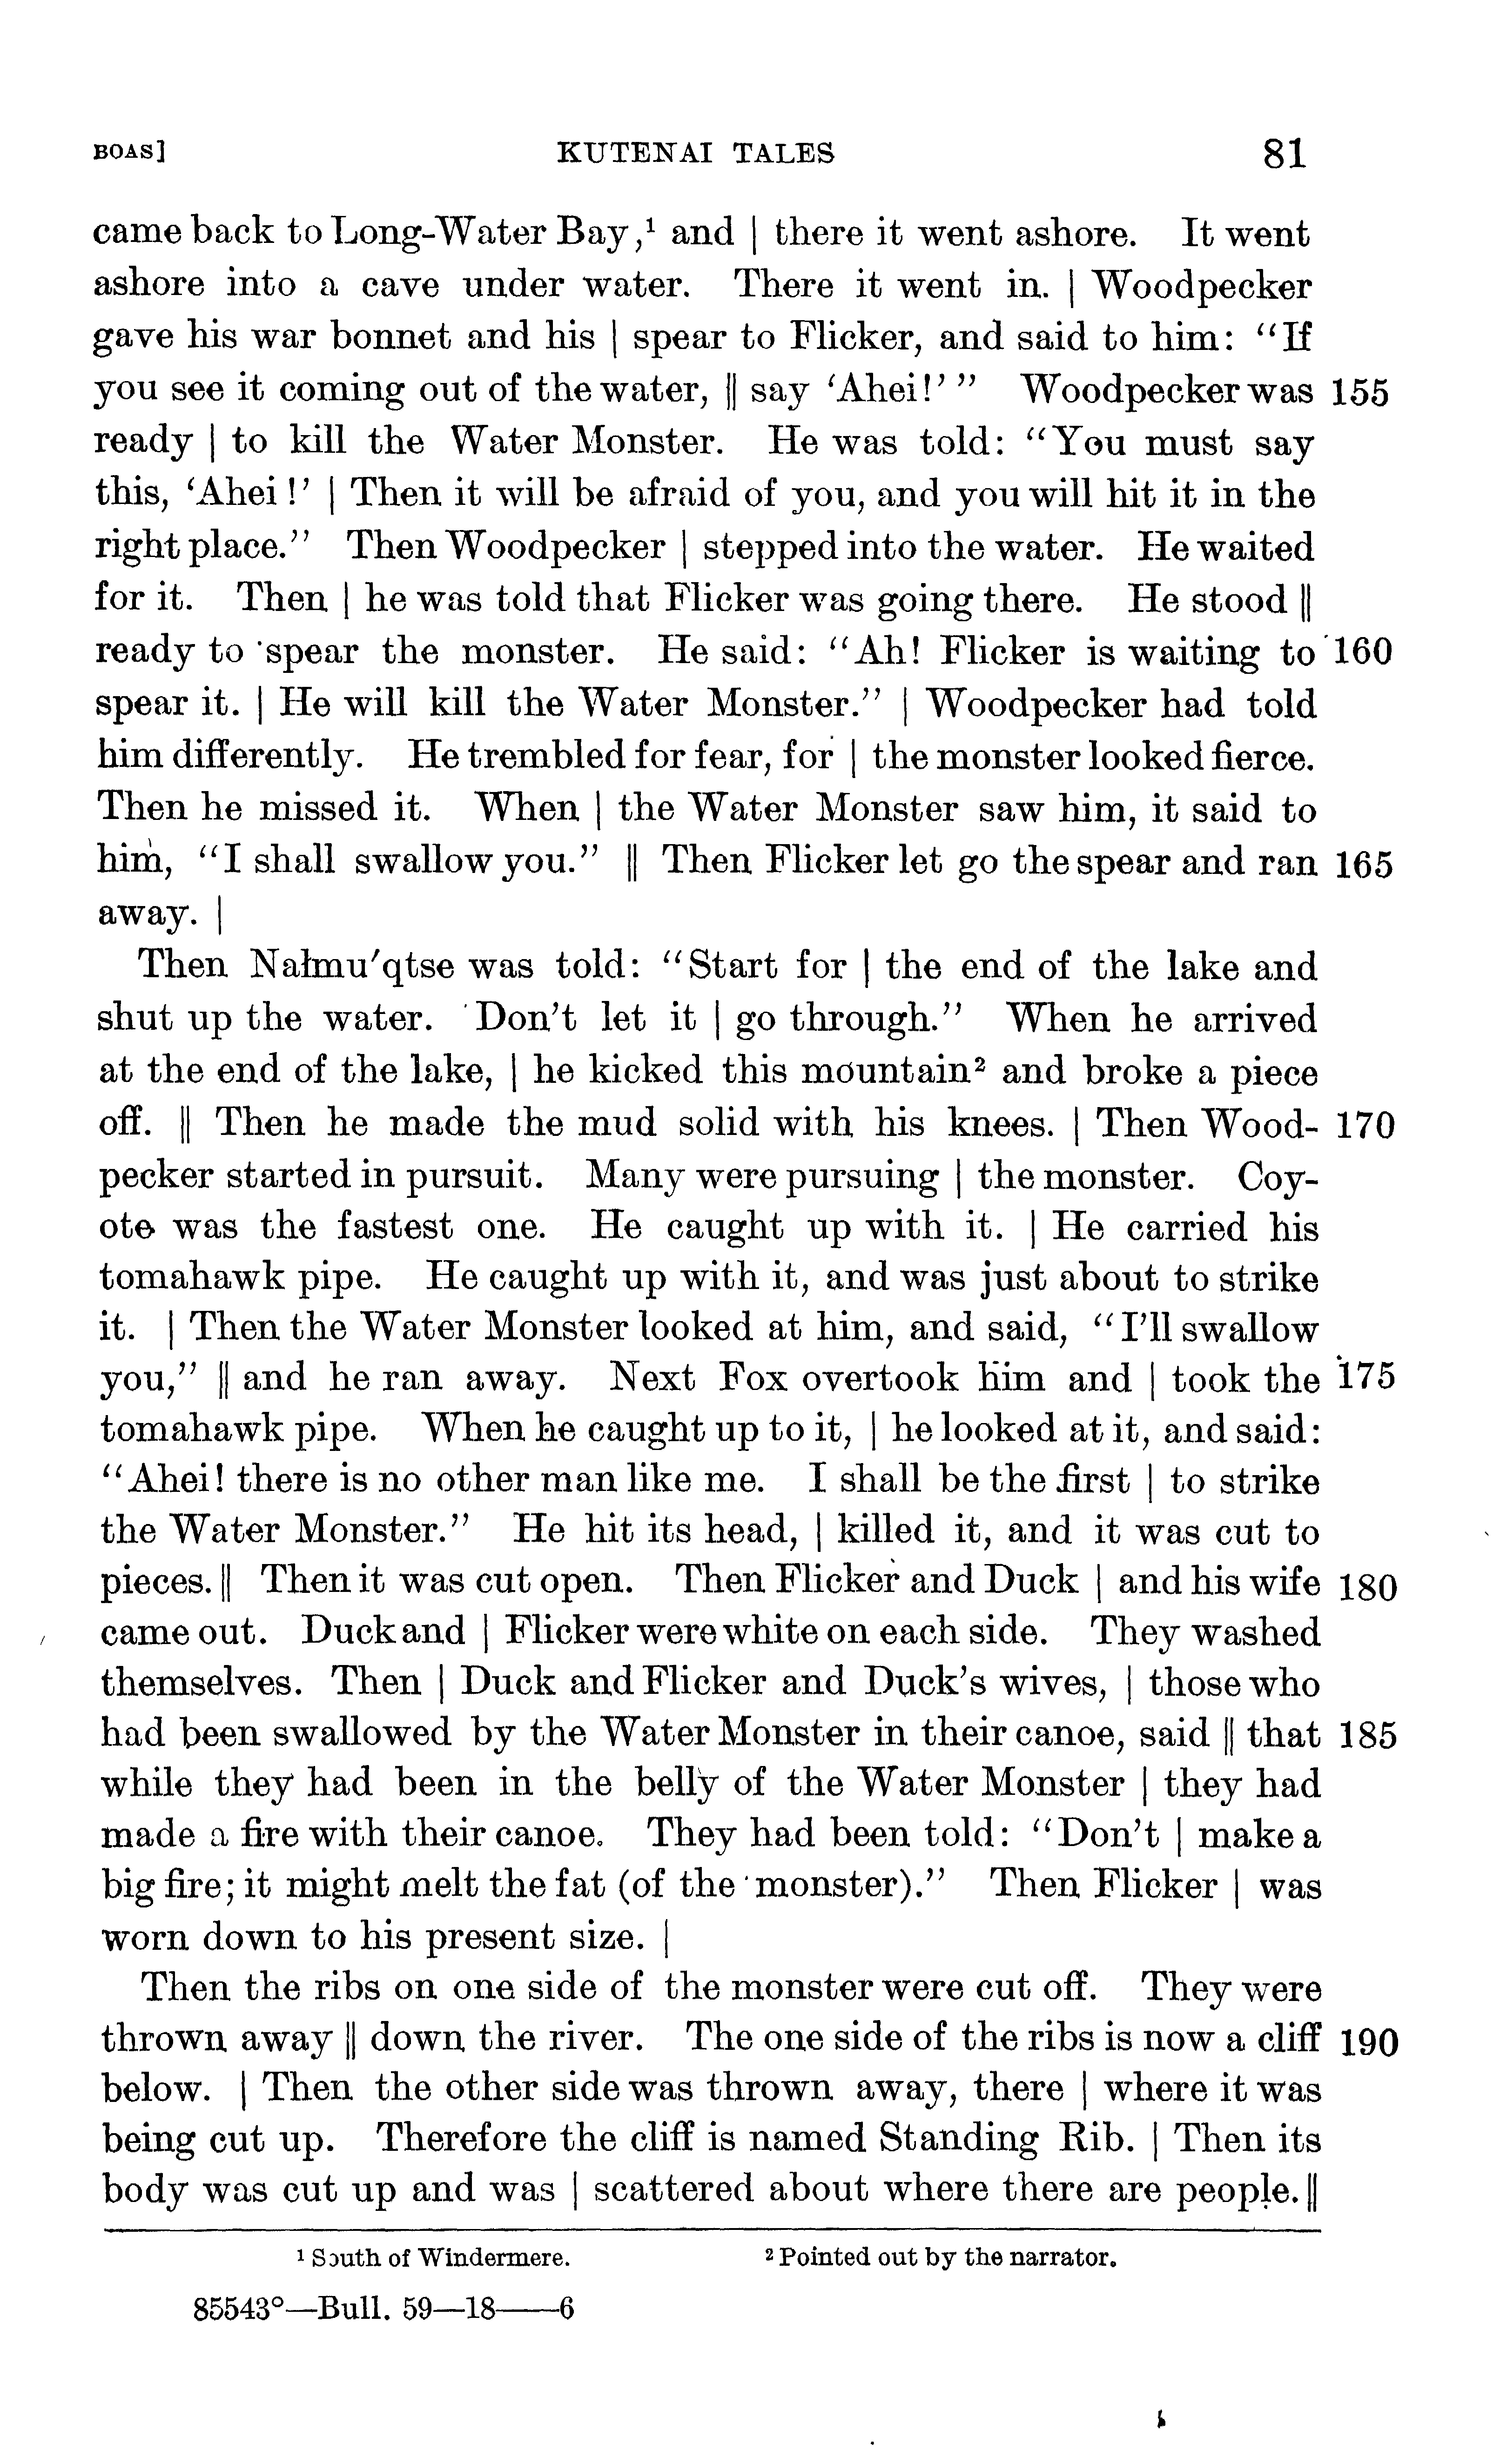 BOAS] KUTENAI TALES 81
came back to Long-Water Bay,¹ and | there it went ashore. It went
ashore into a cave under water. There it went in. | Woodpecker
gave his war bonnet and his | spear to Flicker, and said to him: “If
you see it coming out of the water, ‖ say ‘Ahei!’ ” Woodpecker was 155
ready | to kill the Water Monster. He was told: “You must say
this, ‘Ahei!’ | Then it will be afraid of you, and you will hit it in the
right place.” Then Woodpecker | stepped into the water. He waited
for it. Then | he was told that Flicker was going there. He stood ‖
ready to spear the monster. He said: “Ah! Flicker is waiting to 160
spear it. | He will kill the Water Monster.” | Woodpecker had told
him differently. He trembled for fear, for | the monster looked fierce.
Then he missed it. When | the Water Monster saw him, it said to
him, “I shall swallow you.” ‖ Then Flicker let go the spear and ran 165
away. |
Then Nałmu′qtse was told: “Start for | the end of the lake and
shut up the water. Don’t let it | go through.” When he arrived
at the end of the lake, | he kicked this mountain² and broke a piece
off. ‖ Then he made the mud solid with his knees. | Then Wood- 170
pecker started in pursuit. Many were pursuing | the monster. Coy-
ote was the fastest one. He caught up with it. | He carried his
tomahawk pipe. He caught up with it, and was just about to strike
it. | Then the Water Monster looked at him, and said, “I’ll swallow
you,” ‖ and he ran away. Next Fox overtook him and | took the 175
tomahawk pipe. When he caught up to it, | he looked at it, and said:
“Ahei! there is no other man like me. I shall be the first | to strike
the Water Monster.” He hit its head, | killed it, and it was cut to
pieces. ‖ Then it was cut open. Then Flicker and Duck | and his wife 180
came out. Duck and | Flicker were white on each side. They washed
themselves. Then | Duck and Flicker and Duck’s wives, | those who
had been swallowed by the Water Monster in their canoe, said ‖ that 185
while they had been in the belly of the Water Monster | they had
made a fire with their canoe. They had been told: “Don’t | make a
big fire; it might melt the fat (of the monster).” Then Flicker | was
worn down to his present size. |
Then the ribs on one side of the monster were cut off. They were
thrown away ‖ down the river. The one side of the ribs is now a cliff 190
below. | Then the other side was thrown away, there | where it was
being cut up. Therefore the cliff is named Standing Rib. | Then its
body was cut up and was | scattered about where there are people. ‖
¹ South of Windermere. ² Pointed out by the narrator.
85543°—Bull. 59—18——6